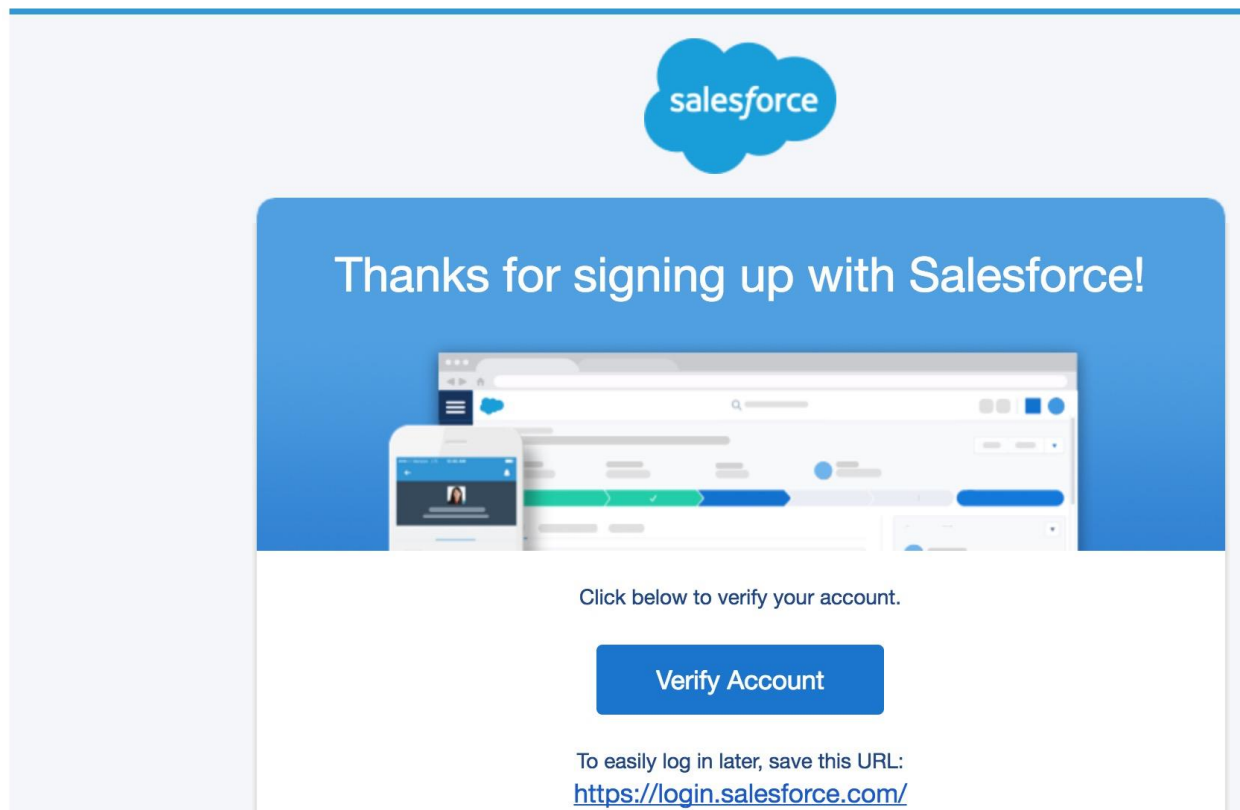 salesforce
Thanks for signing up with Salesforce!
Click below to verify your account.
Verify Account
To easily log in later, save this URL:
https://login.salesforce.com/